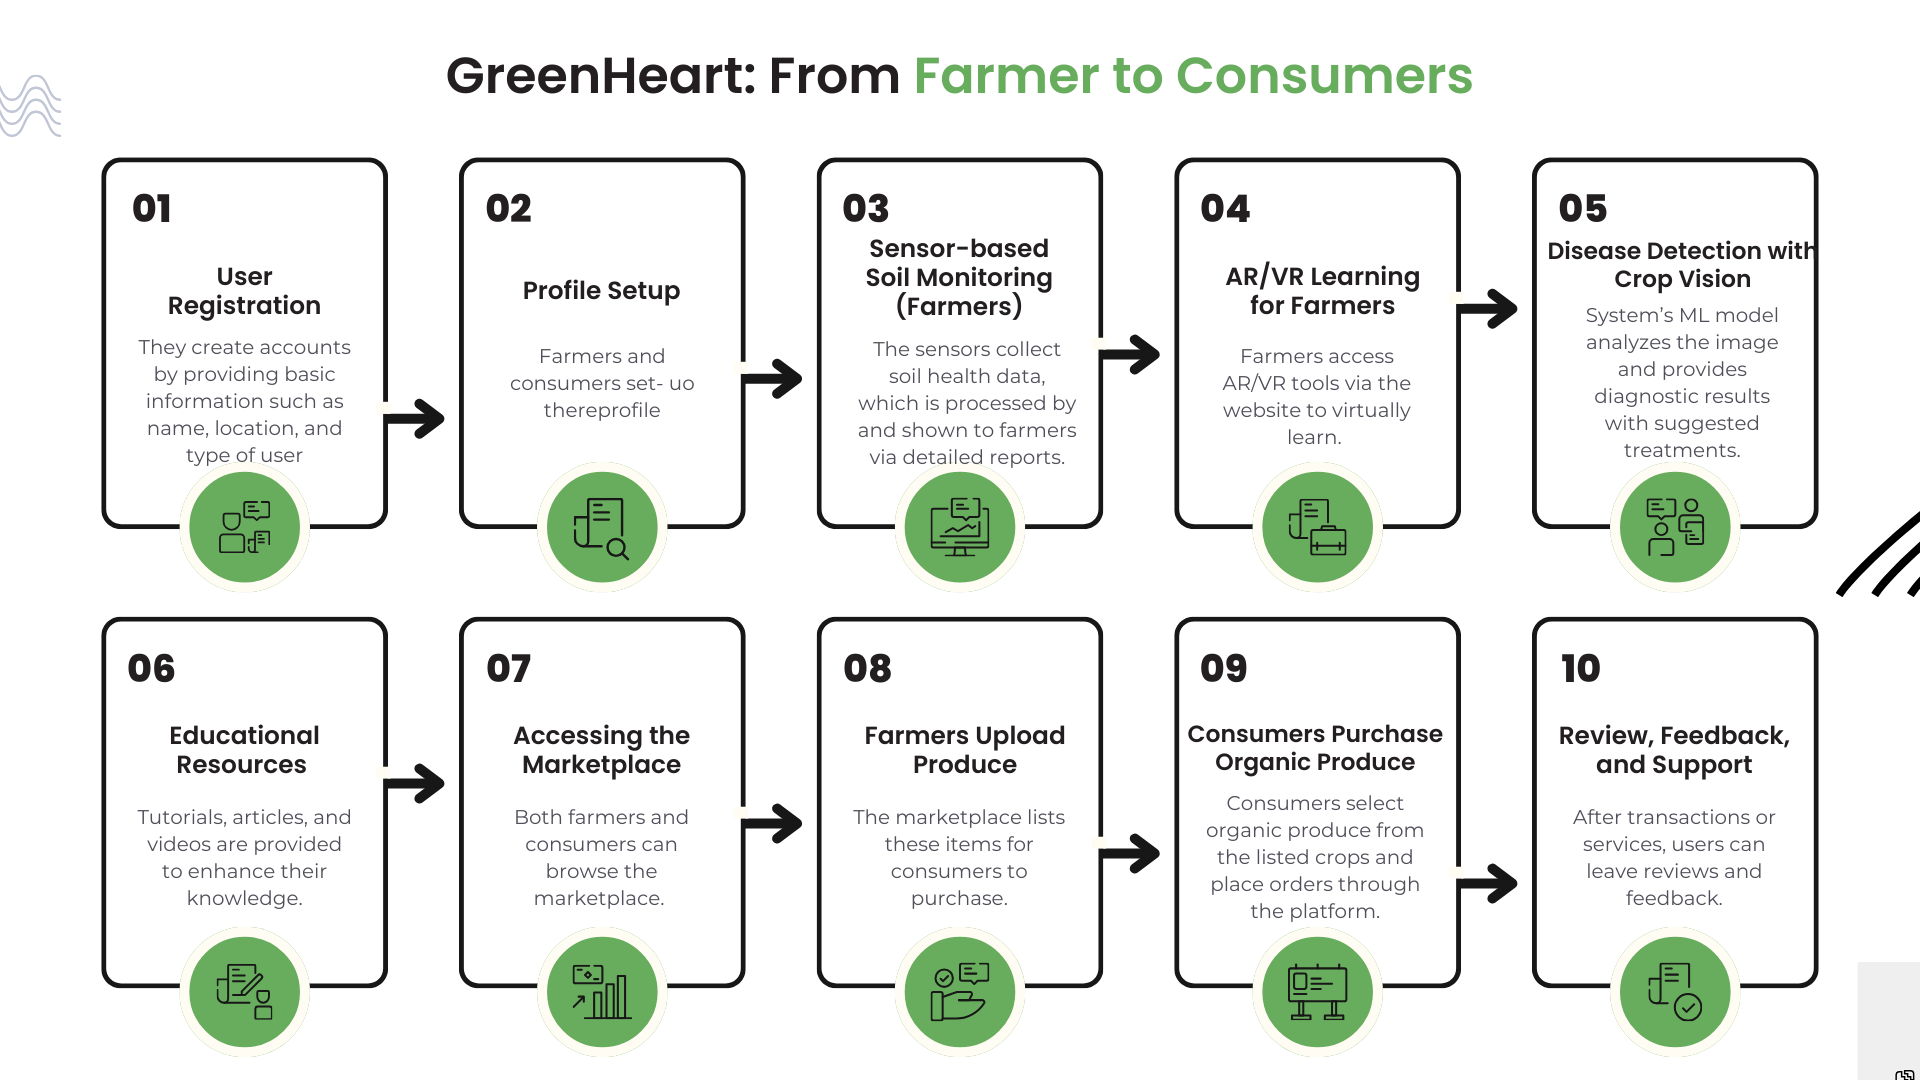 GreenHeart: From Farmer to Consumers
01
User
Registration
They create accounts
by providing basic
information such as
name, location, and
type of user
02
Profile Setup
Farmers and
consumers set- uo
thereprofile
03
Sensor-based
Soil Monitoring
(Farmers)
The sensors collect
soil health data,
which is processed by
and shown to farmers
via detailed reports.
04
AR/VR Learning
for Farmers
Farmers access
AR/VR tools via the
website to virtually
learn.
05
Disease Detection with
Crop Vision
System’s ML model
analyzes the image
and provides
diagnostic results
with suggested
treatments.
06
Educational
Resources
Tutorials, articles, and
videos are provided
to enhance their
knowledge.
07
Accessing the
Marketplace
Both farmers and
consumers can
browse the
marketplace.
08
Farmers Upload
Produce
The marketplace lists
these items for
consumers to
purchase.
09
Consumers Purchase
Organic Produce
Consumers select
organic produce from
the listed crops and
place orders through
the platform.
10
Review, Feedback,
and Support
After transactions or
services, users can
leave reviews and
feedback.